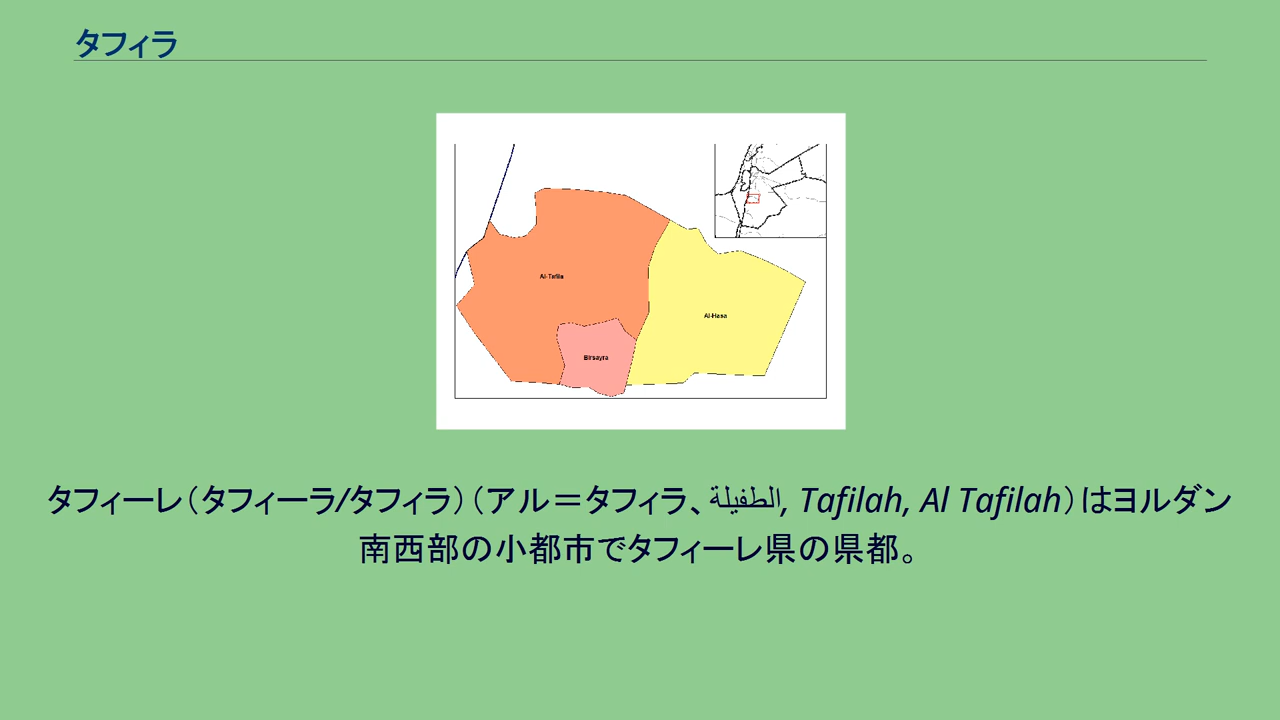 タフィラ
Al-Tafila
Al-Hasa
Birsayra
タフィーレ（タフィーラ/タフィラ）（アル＝タフィラ、الطفيلة, Tafilah, Al Tafilah）はヨルダン
南西部の小都市でタフィーレ県の県都。